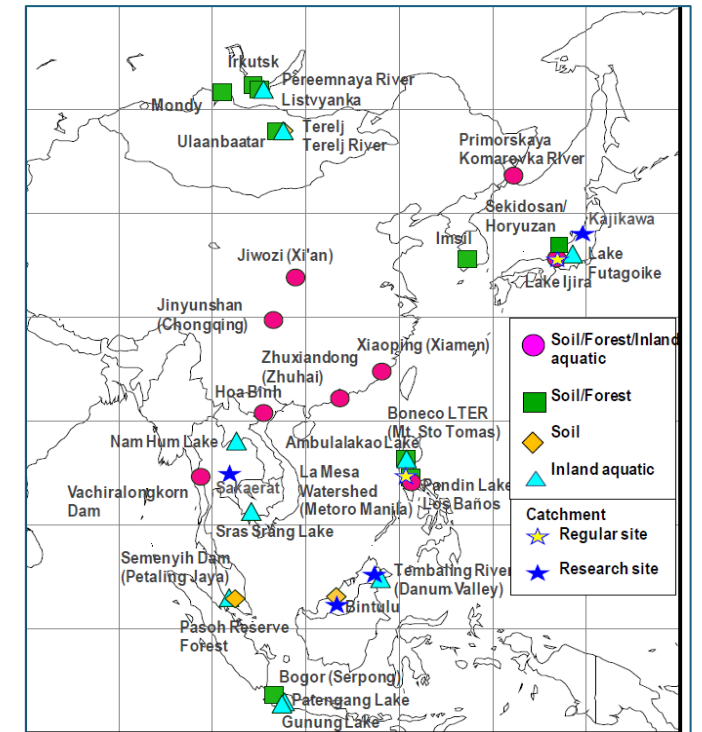 Irkutsk
Pereemnaya River
Listvyanka
Mondy
Ulaanbaatar
Terelj
Terelj River
Primorskaya
Komarovka RIver
Sekidosan/
Horyuzan
Kajikawa
Imsil
Lake
Futagoike
Lake Ijira
Jiwozi (Xi'an)
Jinyunshan
(Chongqing)
Xiaoping (Xiamen)
Zhuxiandong
(Zhuhai)
Hoa Binh
Boneco LTER
(Mt. Sto Tomas)
Nam Hum Lake
Ambulalakao Lake
La Mesa
Watershed
(Metoro Manila)
Pandin Lake
Los Baños
Sakaerat
Vachiralongkorn
Dam
Sras Srang Lake
Semenyih Dam
(Petaling Jaya)
Tembaling River
(Danum Valley)
Bintulu
Pasoh Reserve
Forest
Bogor (Serpong)
Patengang Lake
Gunung Lake
Soil/Forest/Inland
aquatic
Soil/Forest
Soil
Inland aquatic
Catchment
Regular site
Research site